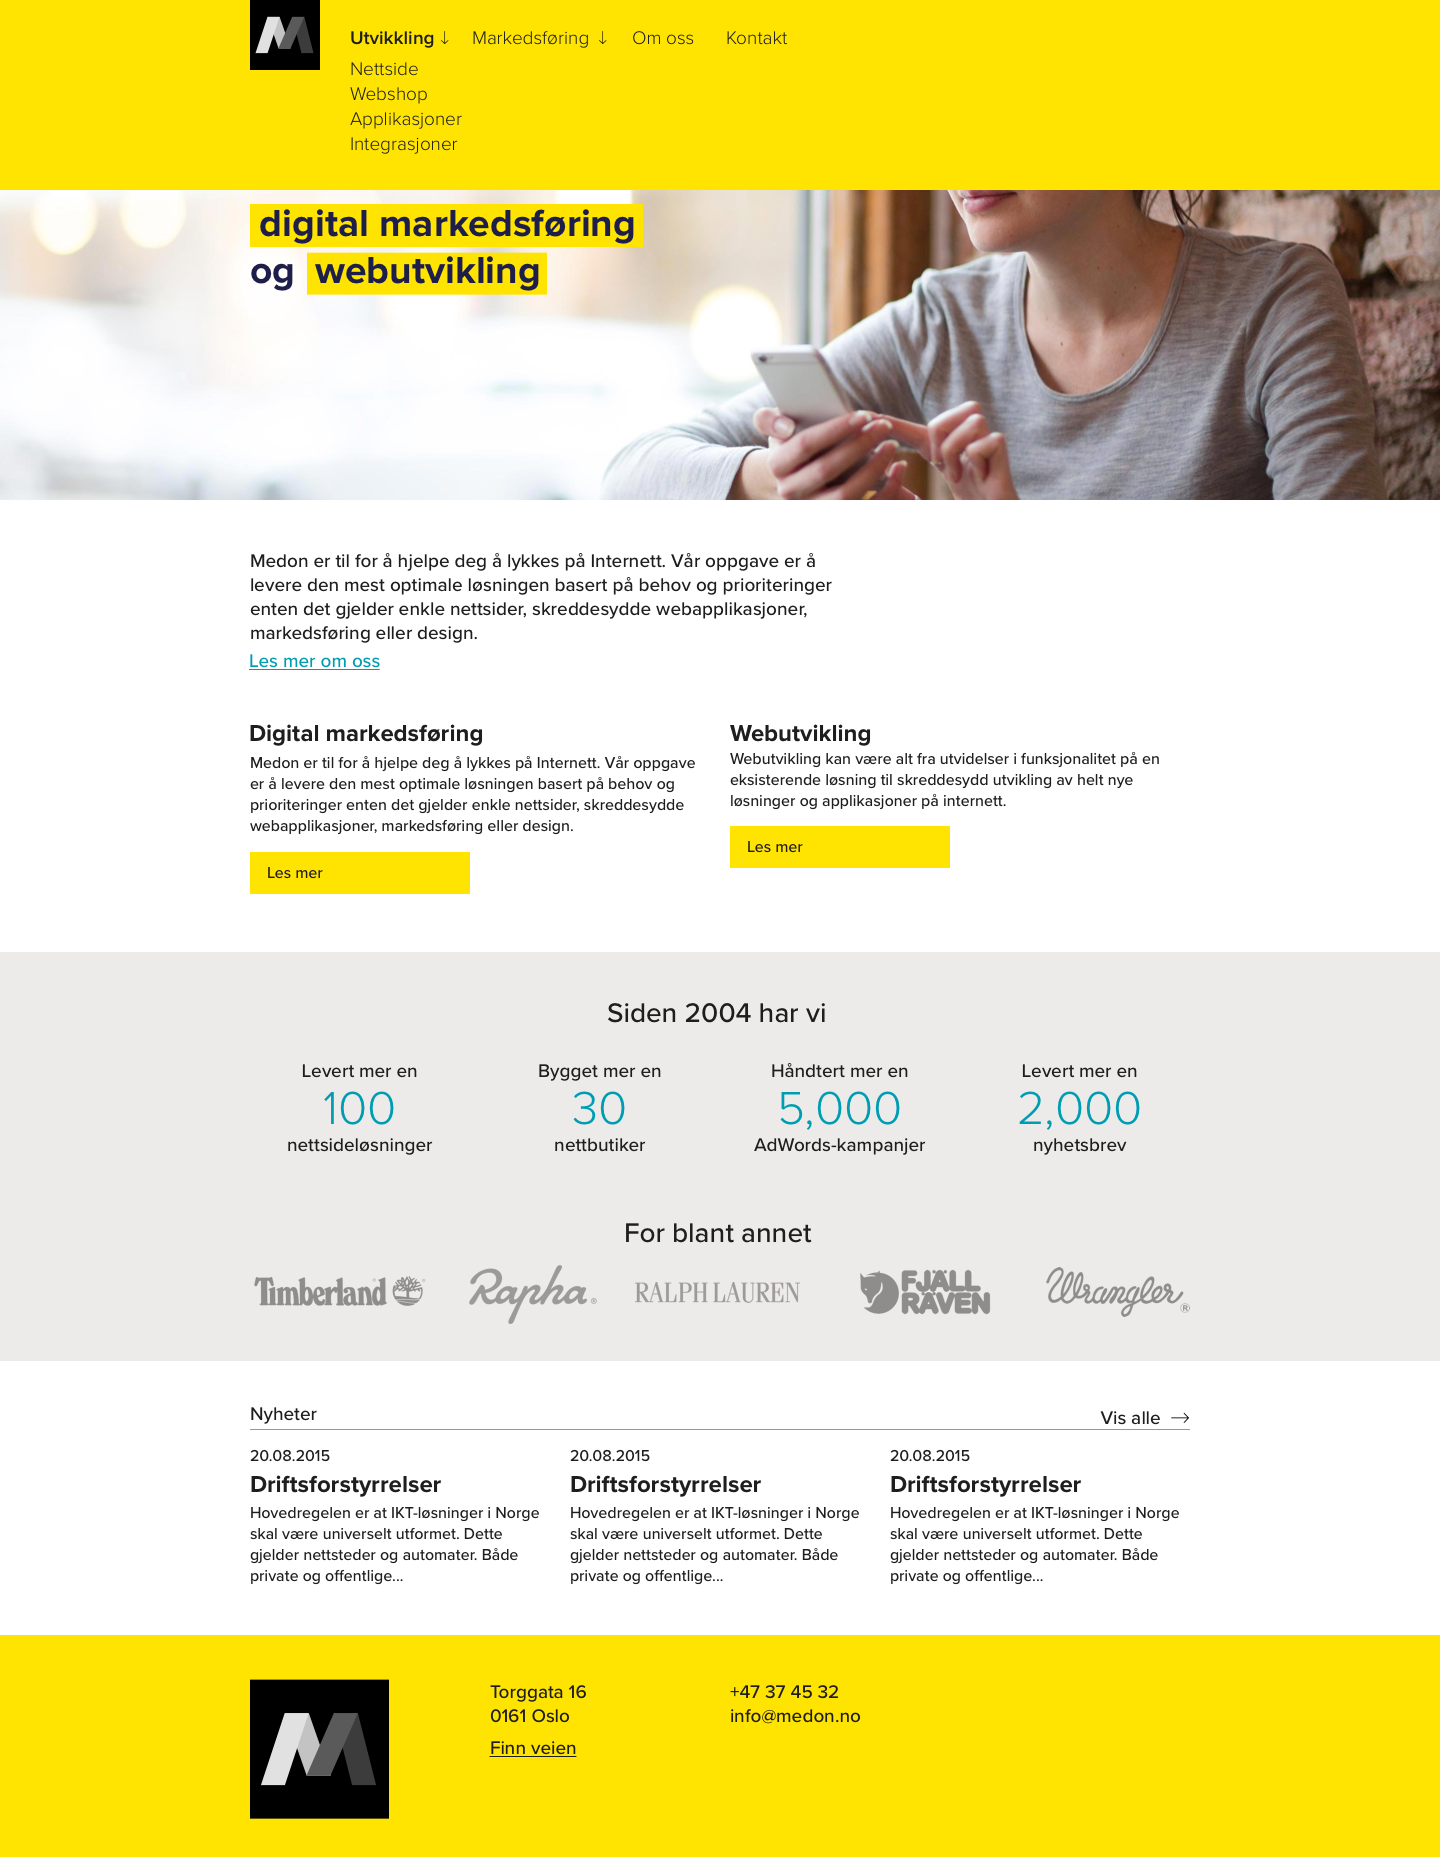 Utvikkling ↓ Markedsføring ↓ Om oss Kontakt
Nettside
Webshop
Applikasjoner
Integrasjoner
digital markedsføring
og webutvikling
Medon er til for å hjelpe deg å lykkes på Internett. Vår oppgave er å
levere den mest optimale løsningen basert på behov og prioriteringer
enten det gjelder enkle nettsider, skreddesydde webapplikasjoner,
markedsføring eller design.
Les mer om oss
Digital markedsføring
Medon er til for å hjelpe deg å lykkes på Internett. Vår oppgave
er å levere den mest optimale løsningen basert på behov og
prioriteringer enten det gjelder enkle nettsider, skreddesydde
webapplikasjoner, markedsføring eller design.
Les mer
Webutvikling
Webutvikling kan være alt fra utvidelser i funksjonalitet på en
eksisterende løsning til skreddesydd utvikling av helt nye
løsninger og applikasjoner på internett.
Les mer
Siden 2004 har vi
Levert mer en
100
nettsideløsninger
Bygget mer en
30
nettbutiker
Håndtert mer en
5,000
AdWords-kampanjer
Levert mer en
2,000
nyhetsbrev
For blant annet
Timberland
Rapha ®
RALPH LAUREN
FJÄLL
RÄVEN
Wrangler ®
Nyheter
Vis alle →
20.08.2015
Driftsforstyrrelser
Hovedregelen er at IKT-løsninger i Norge
skal være universelt utformet. Dette
gjelder nettsteder og automater. Både
private og offentlige...
20.08.2015
Driftsforstyrrelser
Hovedregelen er at IKT-løsninger i Norge
skal være universelt utformet. Dette
gjelder nettsteder og automater. Både
private og offentlige...
20.08.2015
Driftsforstyrrelser
Hovedregelen er at IKT-løsninger i Norge
skal være universelt utformet. Dette
gjelder nettsteder og automater. Både
private og offentlige...
Torggata 16
0161 Oslo
Finn veien
+47 37 45 32
info@medon.no